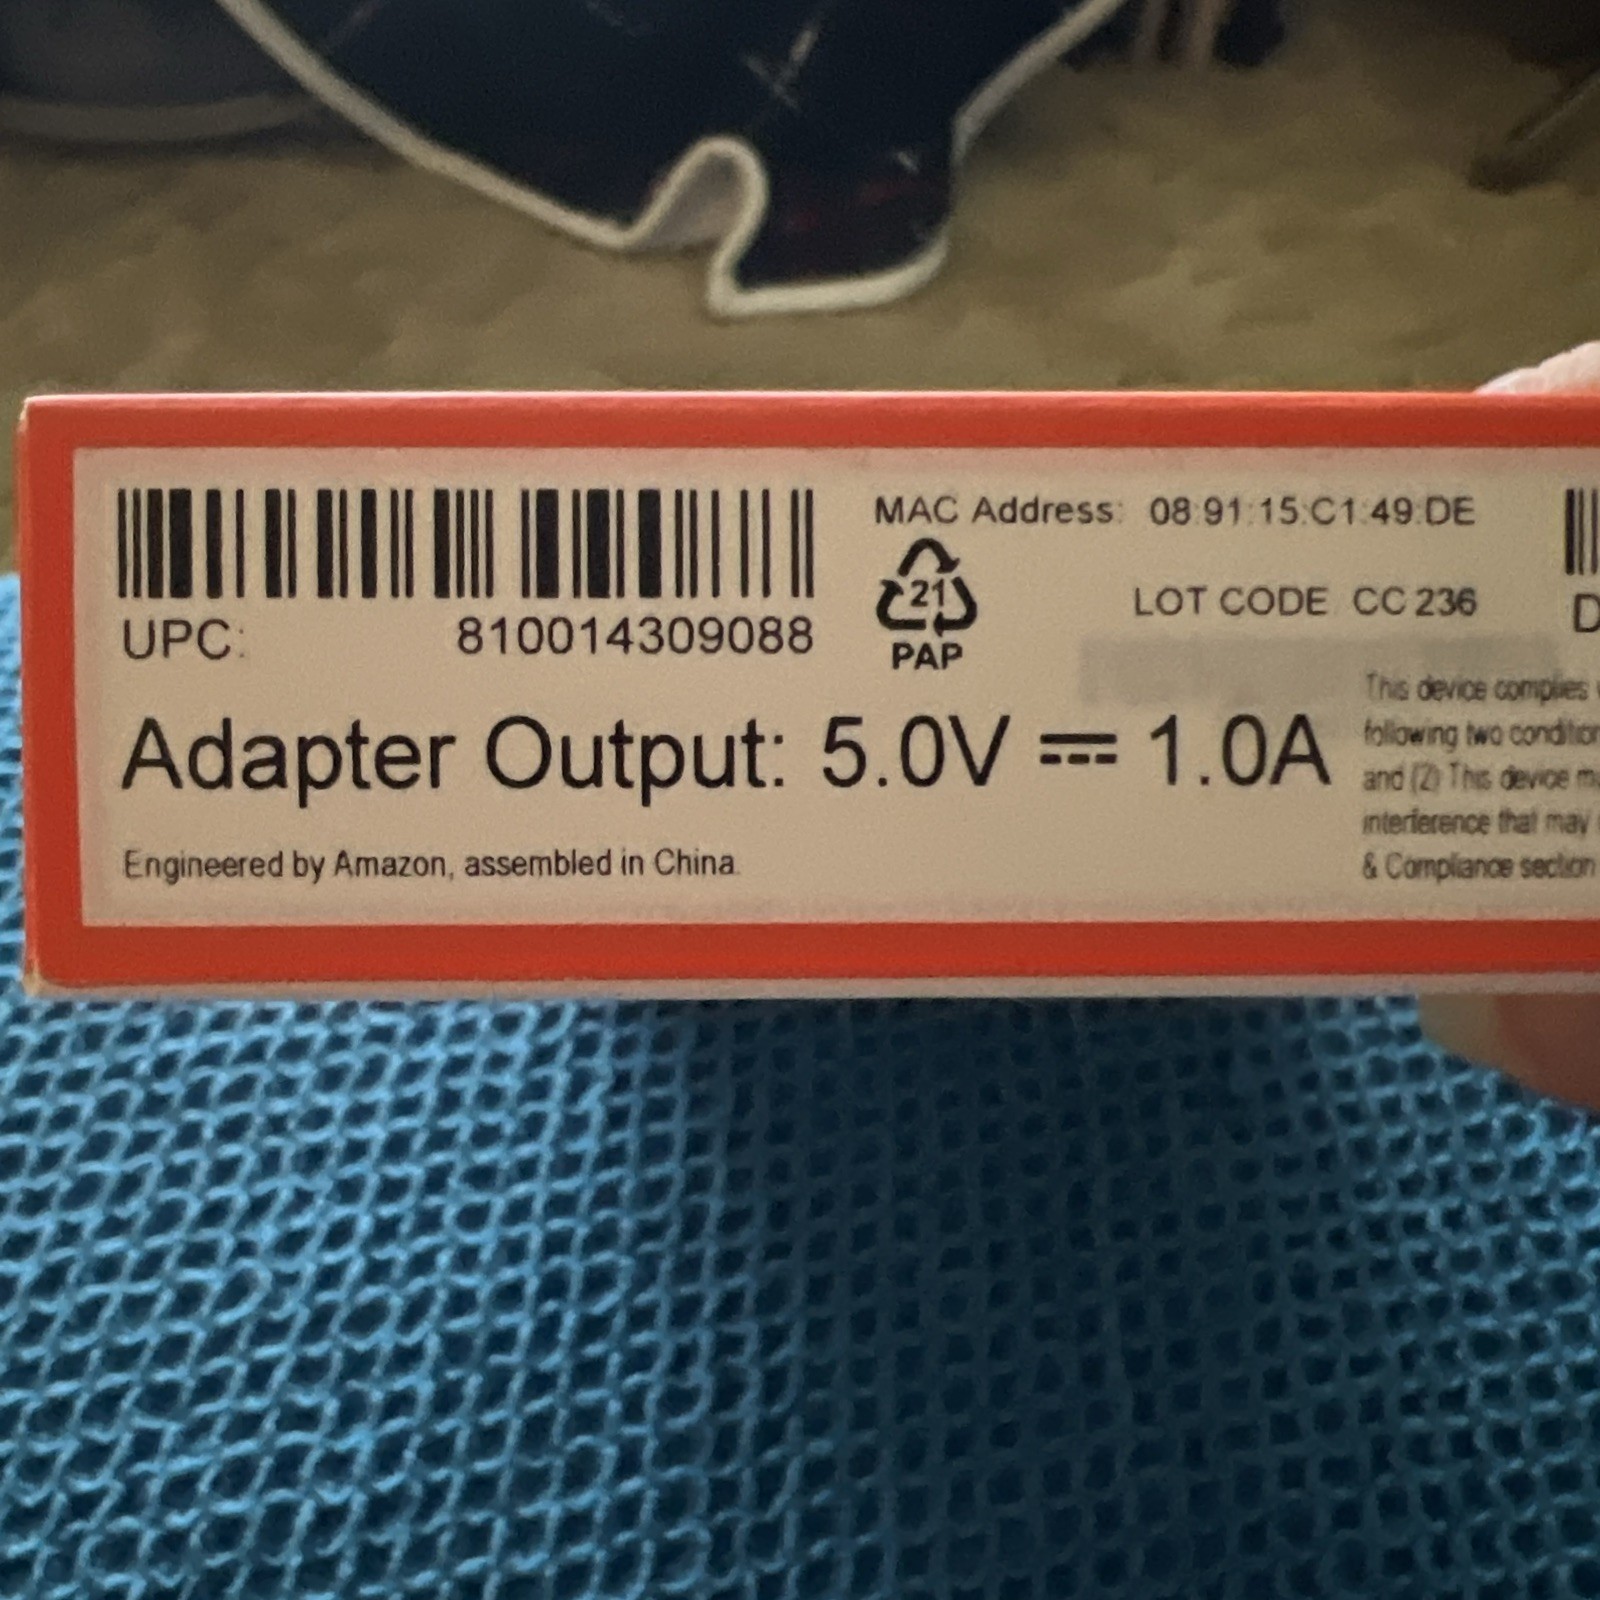 MAC Address: 08:91:15:C1:49:DE
21
PAP
LOT CODE CC 236
D
UPC: 810014309088
Adapter Output: 5.0V ⎓ 1.0A
Engineered by Amazon, assembled in China.
This device complies
following two condition
and (2) This device m
interference that may
& Compliance section